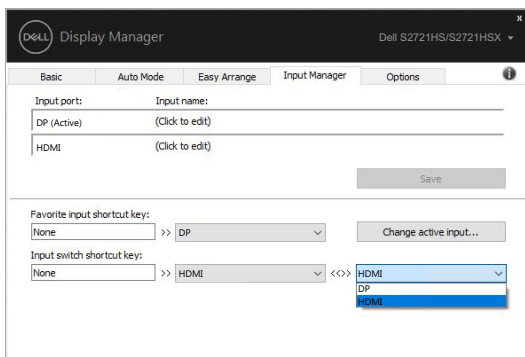 DELL Display Manager Dell S2721HS/S2721HSX
Basic Auto Mode Easy Arrange Input Manager Options
Input port: Input name:
DP (Active) (Click to edit)
HDMI (Click to edit)
Save
Favorite input shortcut key:
None >> DP Change active input...
Input switch shortcut key:
None >> HDMI <<>> HDMI
DP
HDMI